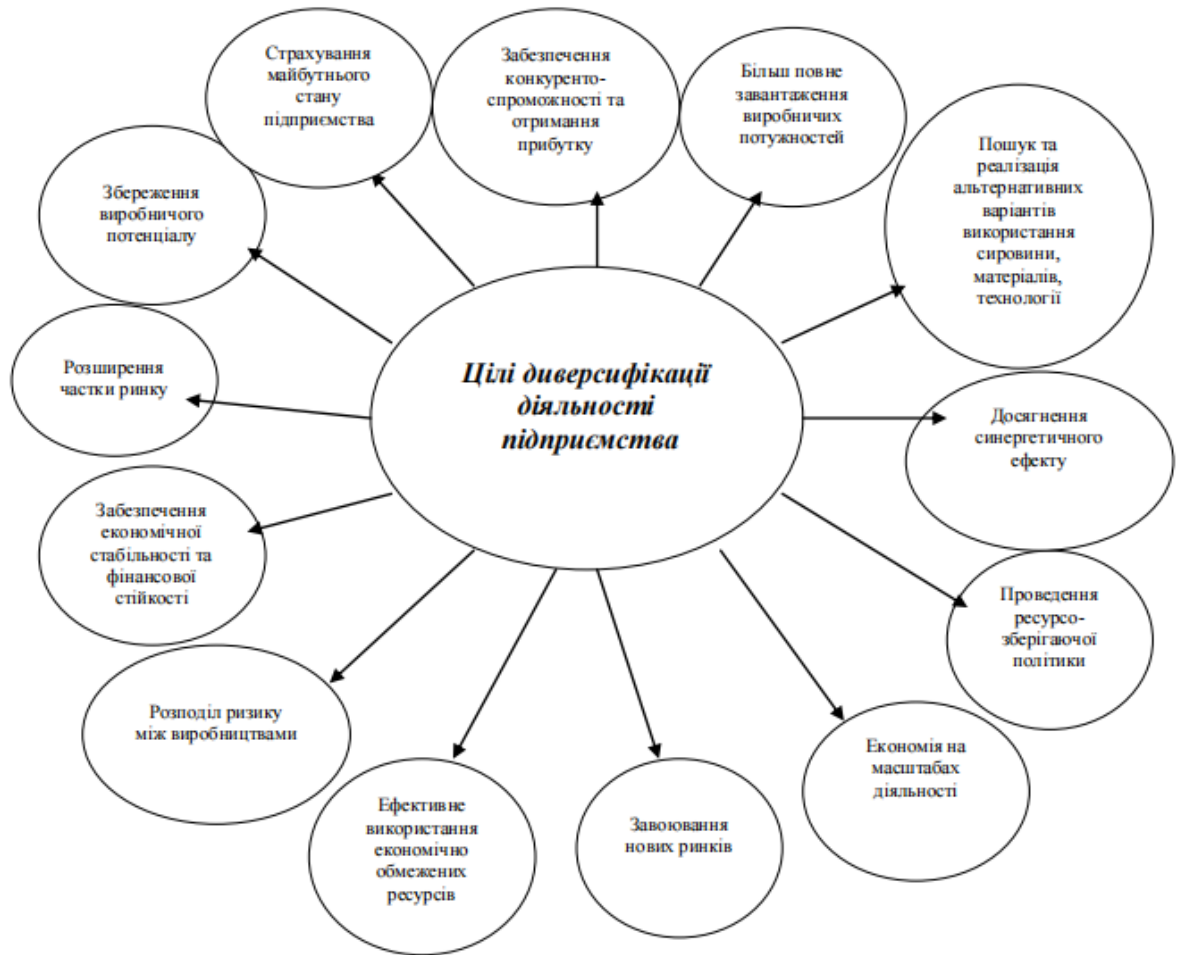 Страхування
майбутнього
стану
підприємства
Забезпечення
конкуренто-
спроможності та
отримання
прибутку
Більш повне
завантаження
виробничих
потужностей
Пошук та
реалізація
альтернативних
варіантів
використання
сировини,
матеріалів,
технології
Збереження
виробничого
потенціалу
Розширення
частки ринку
Цілі диверсифікації
діяльності
підприємства
Досягнення
синергетичного
ефекту
Забезпечення
економічної
стабільності та
фінансової
стійкості
Проведення
ресурсо-
зберігаючої
політики
Розподіл ризику
між виробництвами
Економія на
масштабах
діяльності
Ефективне
використання
економічно
обмежених
ресурсів
Завоювання
нових ринків